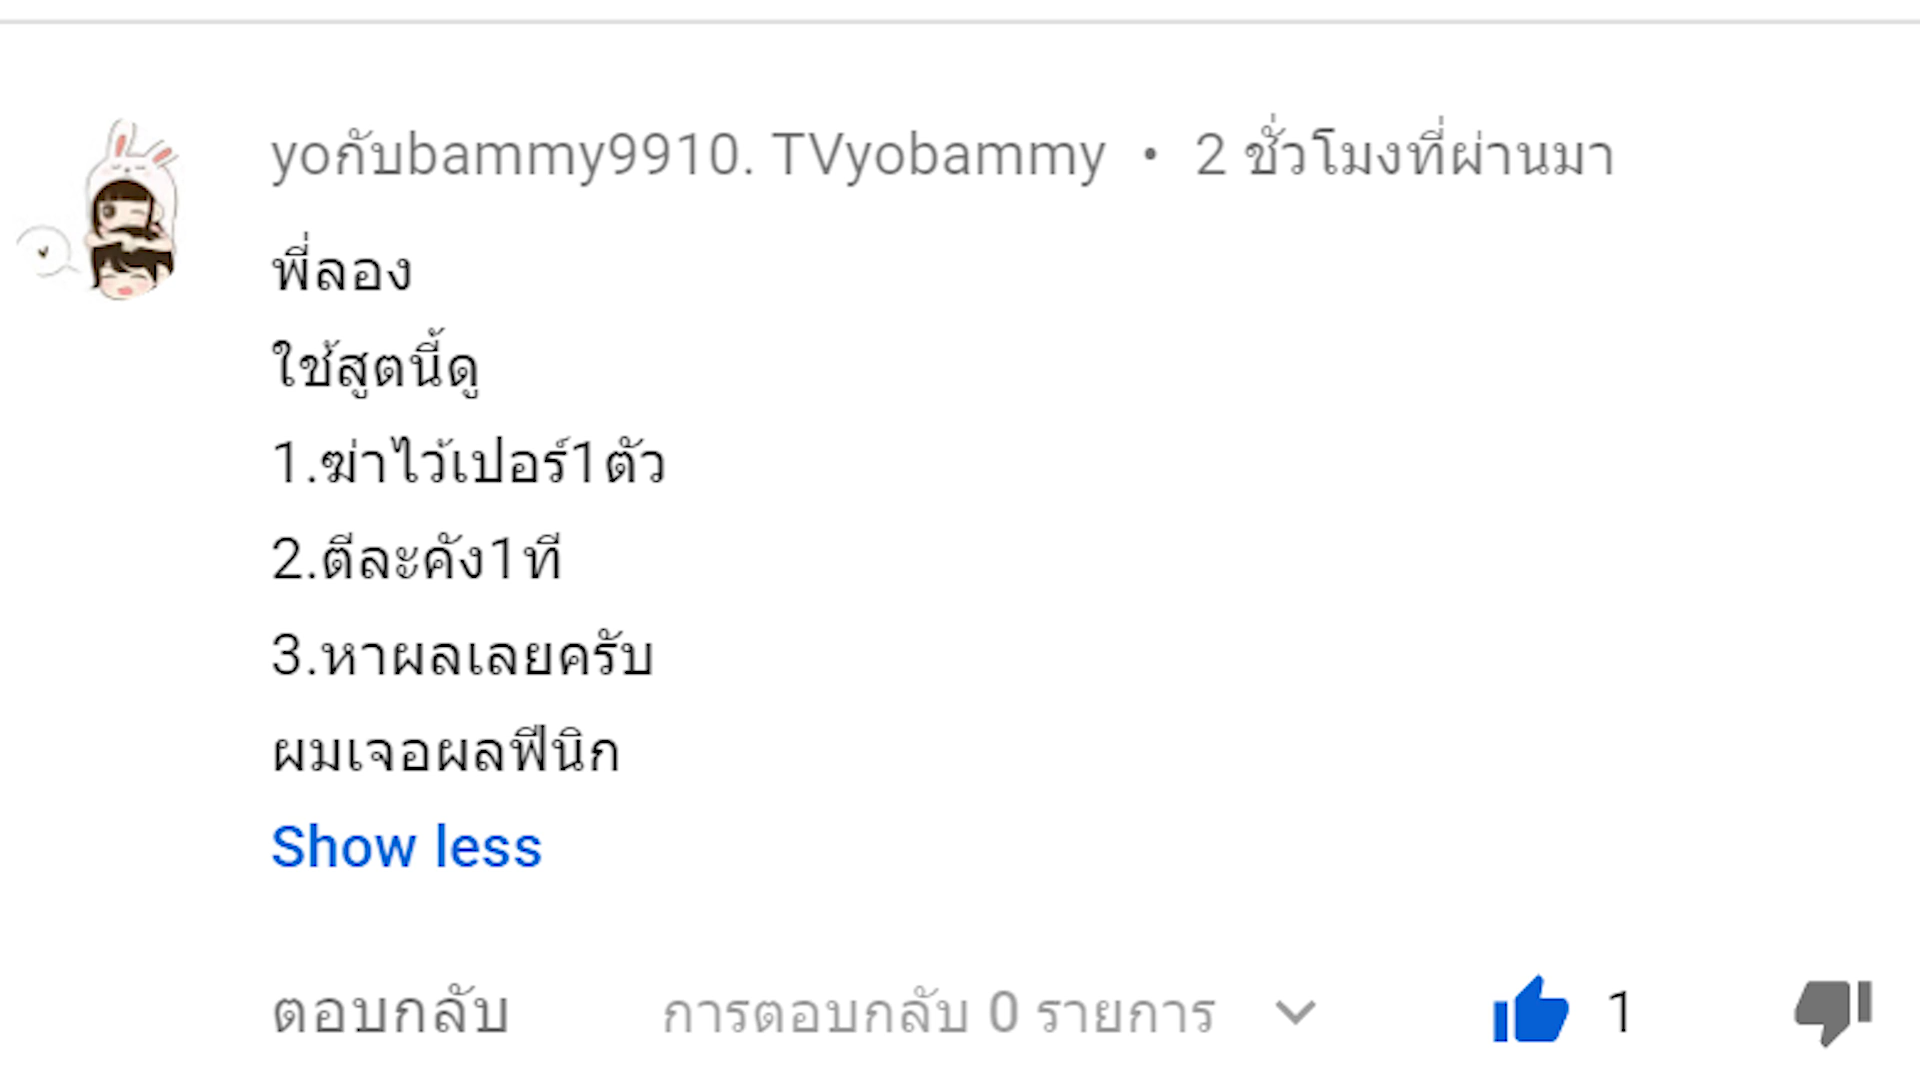 yoกับbammy9910. TVyobammy • 2 ชั่วโมงที่ผ่านมา
พี่ลอง
ใช้สูตนี้ดู
1.ฆ่าไว้เปอร์1ตัว
2.ตีละคัง1ที
3.หาผลเลยครับ
ผมเจอผลฟีนิก
Show less
ตอบกลับ การตอบกลับ 0 รายการ 1